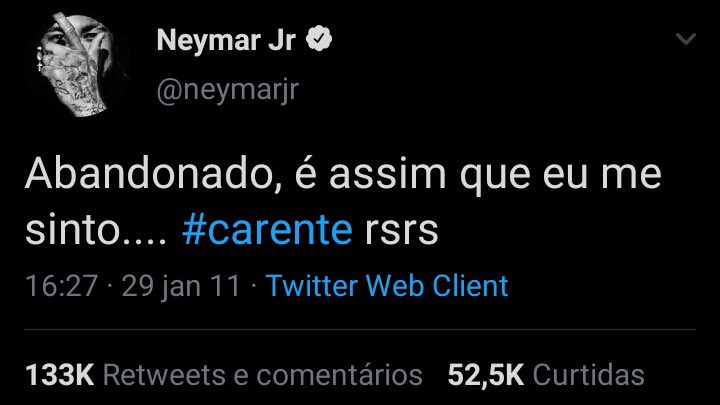 Neymar Jr
@neymarjr
Abandonado, é assim que eu me
sinto.... #carente rsrs
16:27 · 29 jan 11 · Twitter Web Client
133K Retweets e comentários 52,5K Curtidas